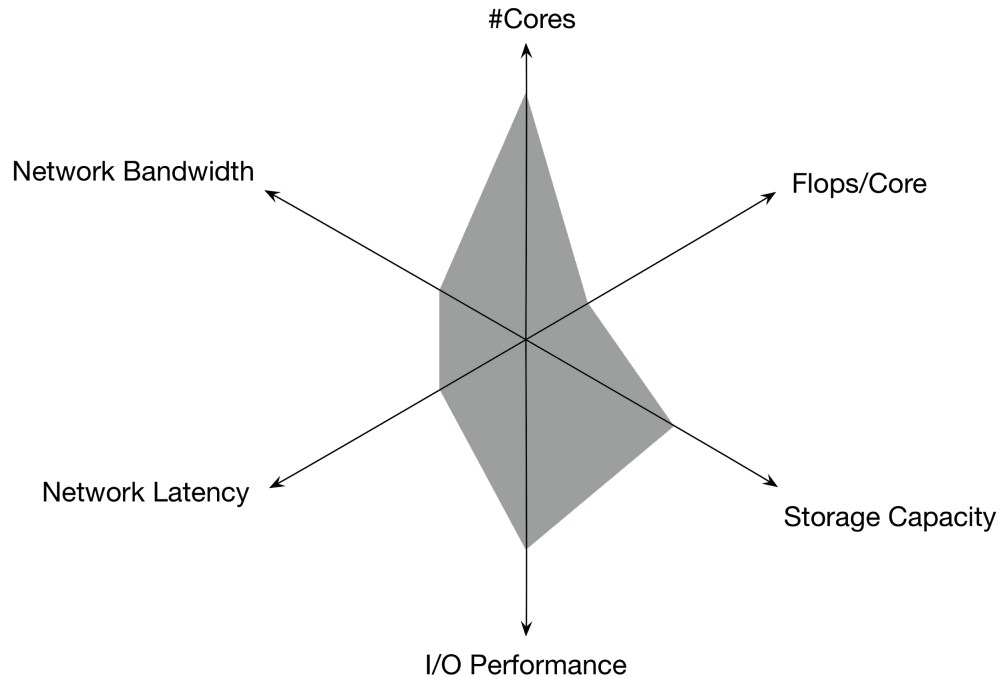 #Cores
Network Bandwidth
Flops/Core
Network Latency
Storage Capacity
I/O Performance